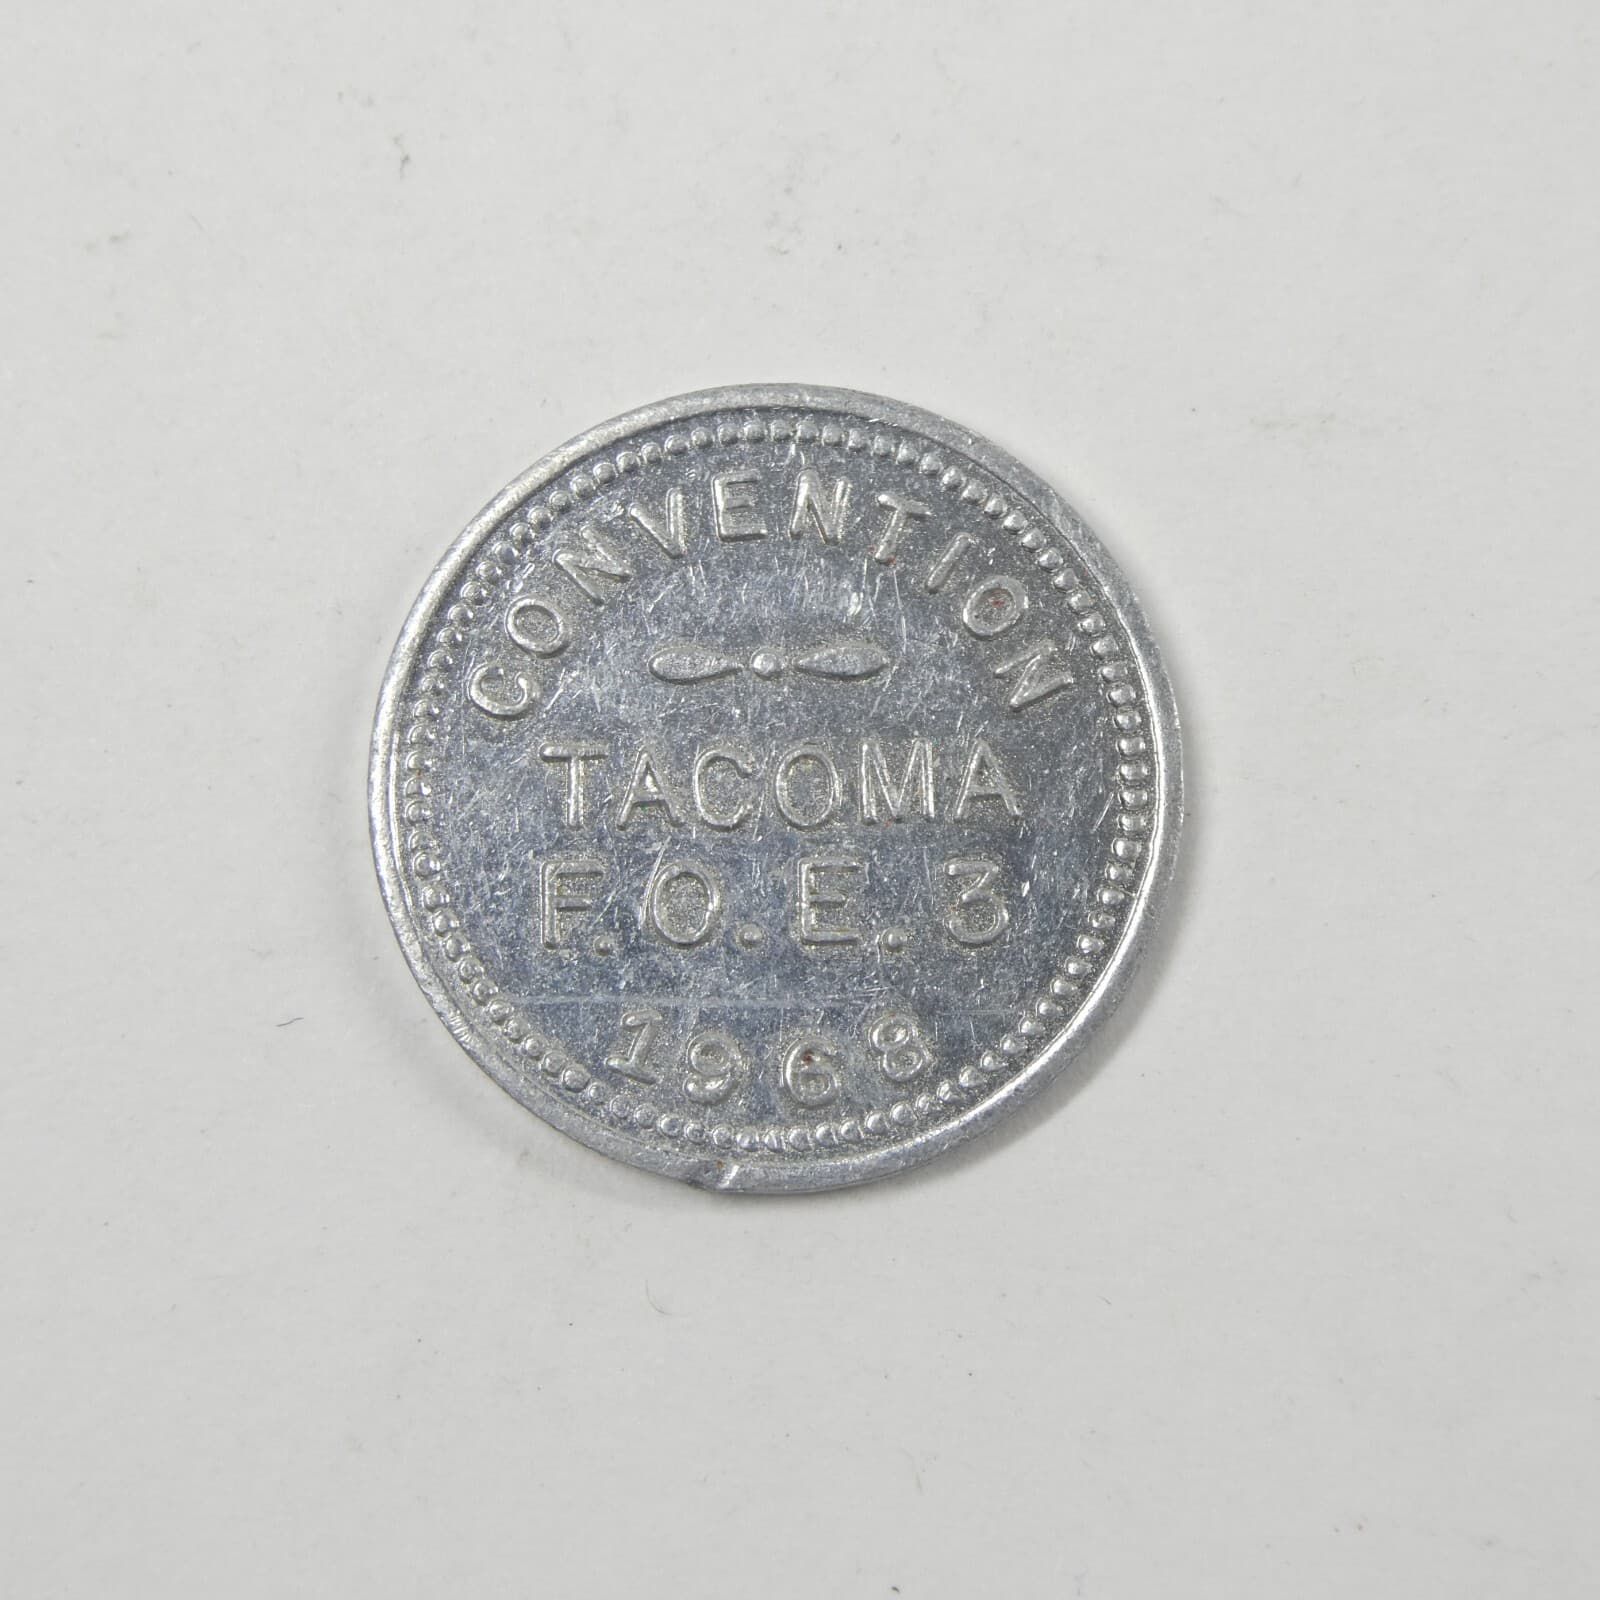 CONVENTION
TACOMA
F.O.E. 3
1968